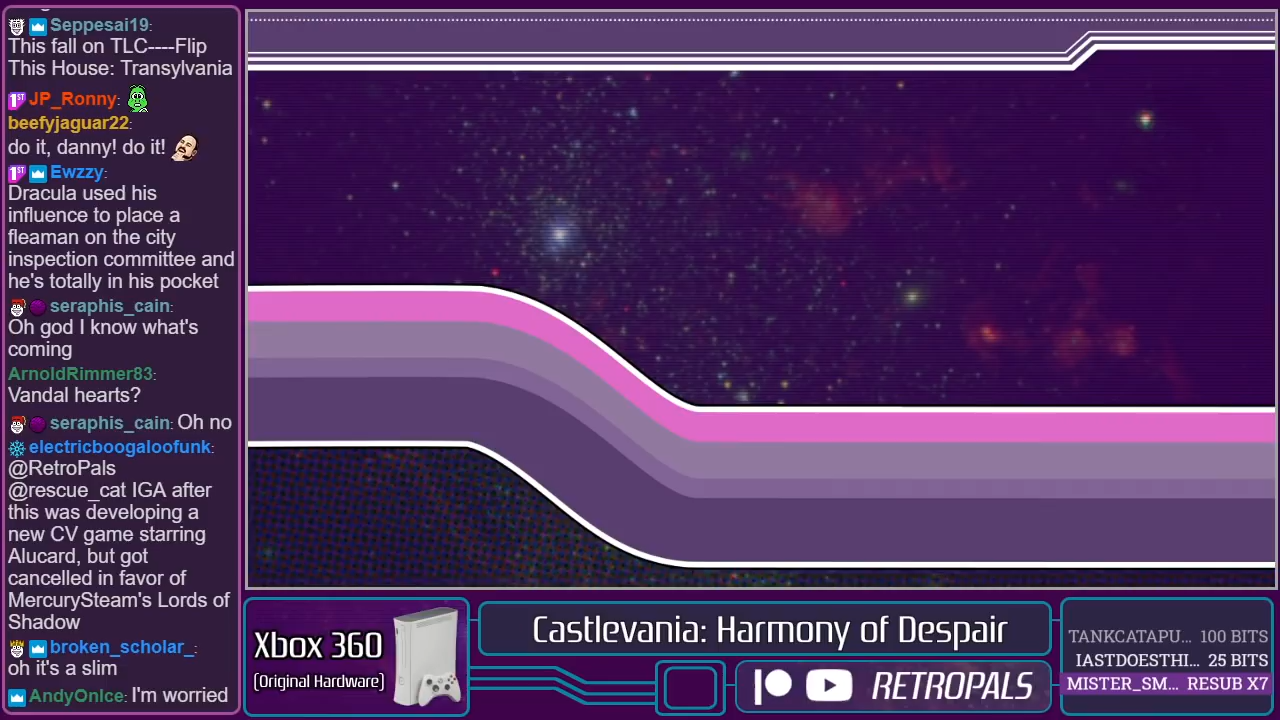 Seppesai19:
This fall on TLC----Flip
This House: Transylvania
JP_Ronny:
beefyjaguar22:
do it, danny! do it!
Ewzzy:
Dracula used his
influence to place a
fleaman on the city
inspection committee and
he's totally in his pocket
seraphis_cain:
Oh god I know what's
coming
ArnoldRimmer83:
Vandal hearts?
seraphis_cain: Oh no
electricboogaloofunk:
@RetroPals
@rescue_cat IGA after
this was developing a
new CV game starring
Alucard, but got
cancelled in favor of
MercurySteam's Lords of
Shadow
broken_scholar_:
oh it's a slim
AndyOnIce: I'm worried
Xbox 360
(Original Hardware)
Castlevania: Harmony of Despair
RETROPALS
TANKCATAPU... 100 BITS
IASTDOESTHI... 25 BITS
MISTER_SM... RESUB X7